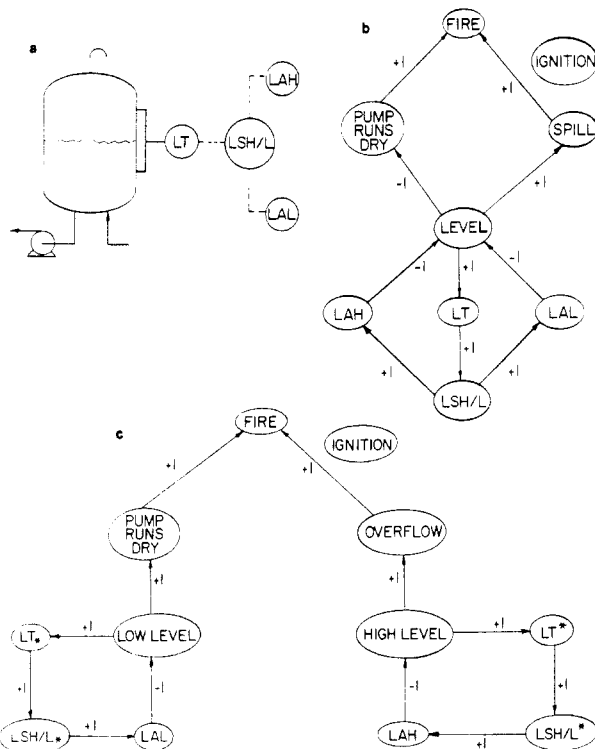 a
LAH
LT
LSH/L
LAL
b
FIRE
IGNITION
+1
+1
PUMP
RUNS
DRY
SPILL
-1
+1
LEVEL
-1
+1
-1
LAH
LT
LAL
+1
+1
+1
LSH/L
c
FIRE
IGNITION
+1
+1
PUMP
RUNS
DRY
OVERFLOW
+1
+1
LT*
+1
LOW LEVEL
HIGH LEVEL
+1
LT*
+1
-1
-1
+1
LSH/L*
+1
LAL
LAH
+1
LSH/L*